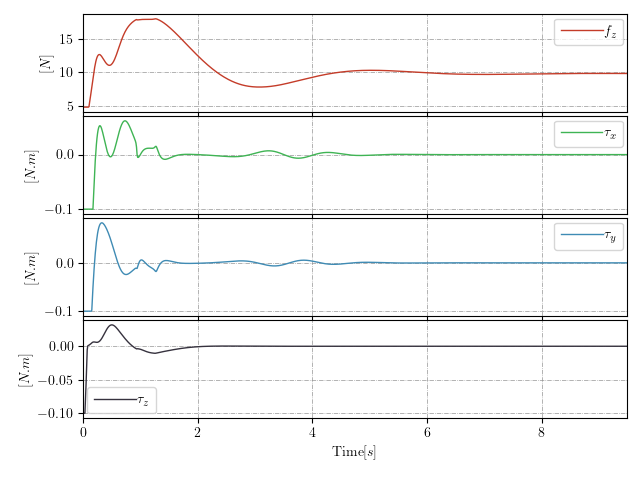 [N]
15
10
5
f_z
[N.m]
0.0
−0.1
τ_x
[N.m]
0.0
−0.1
τ_y
[N.m]
0.00
−0.05
−0.10
τ_z
0 2 4 6 8
Time[s]